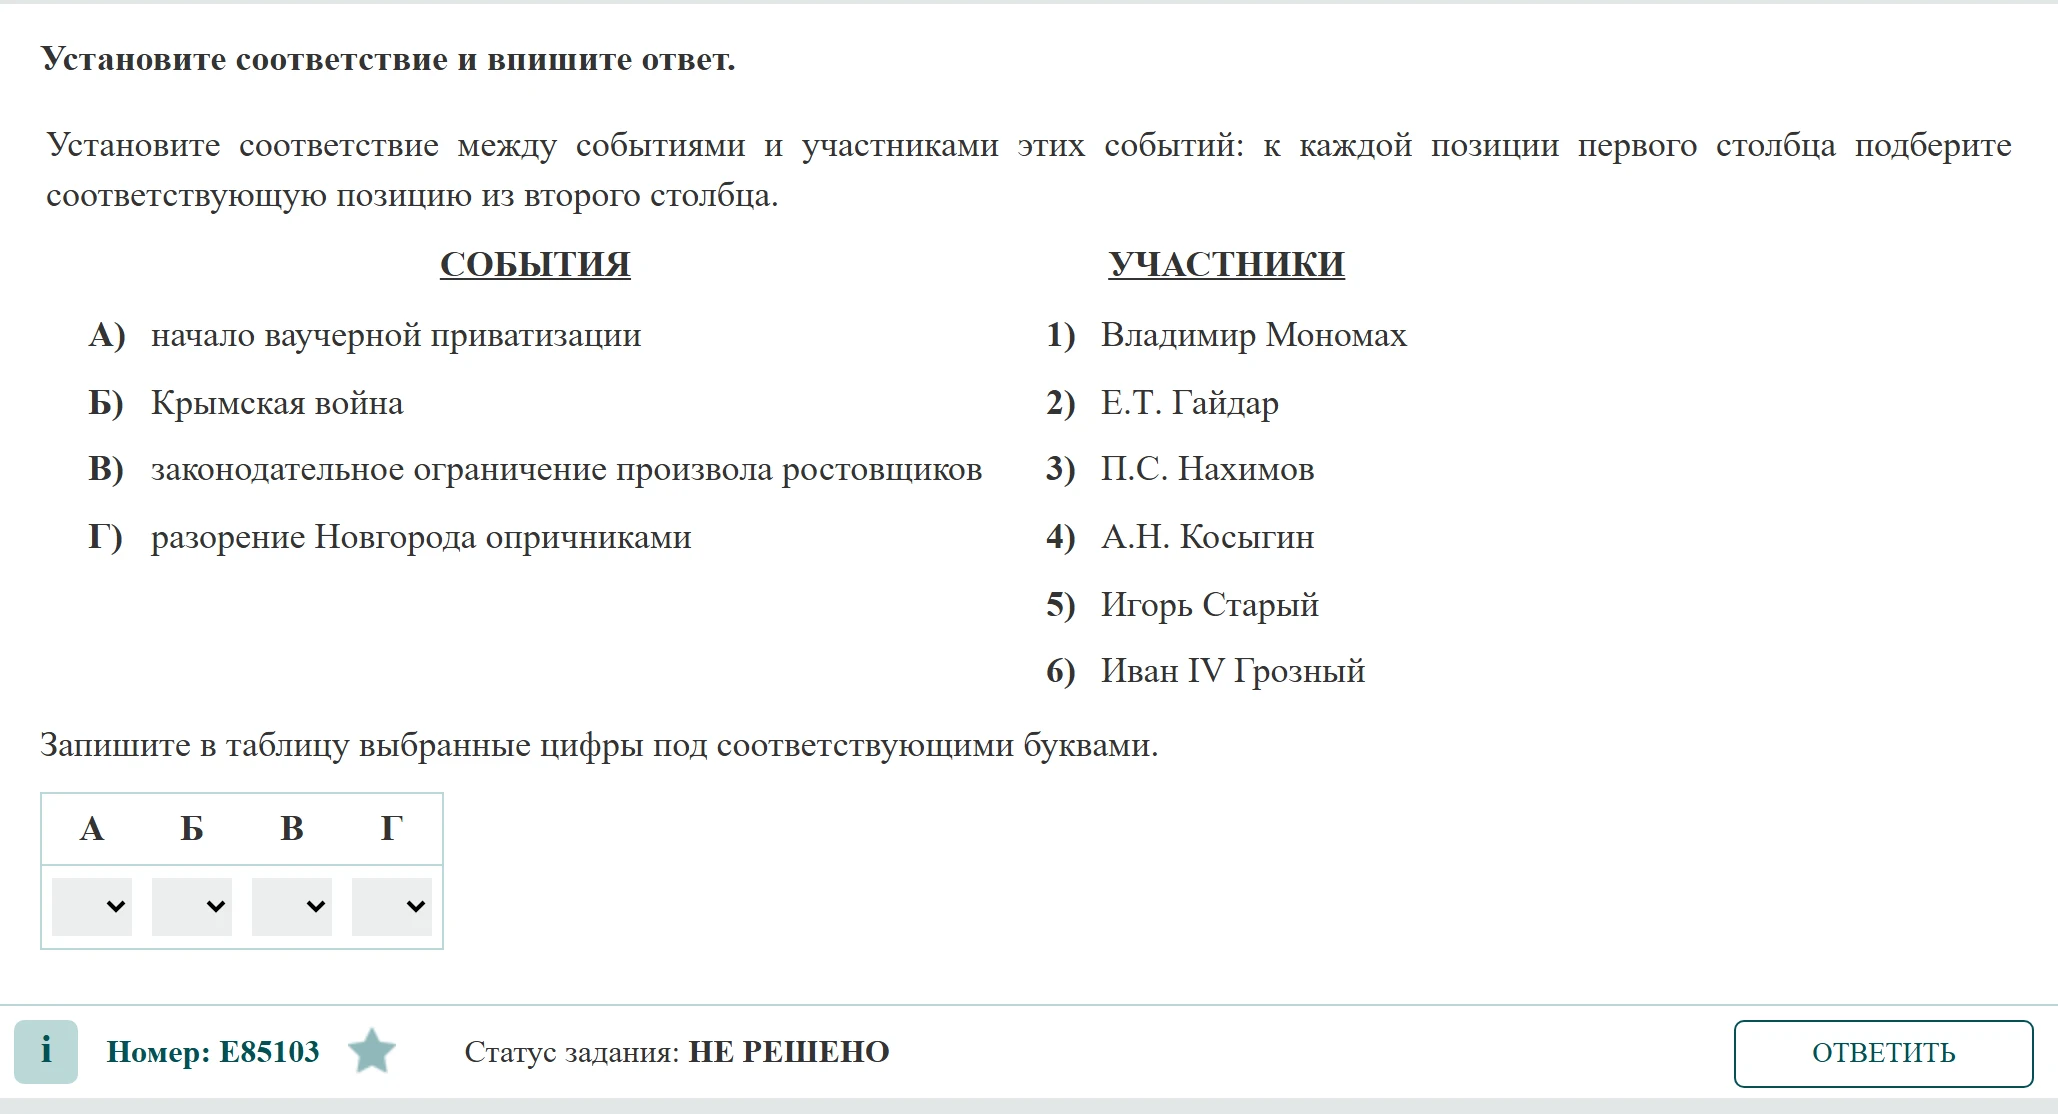 Установите соответствие и впишите ответ.
Установите соответствие между событиями и участниками этих событий: к каждой позиции первого столбца подберите
соответствующую позицию из второго столбца.
СОБЫТИЯ
А) начало ваучерной приватизации
Б) Крымская война
В) законодательное ограничение произвола ростовщиков
Г) разорение Новгорода опричниками
УЧАСТНИКИ
1) Владимир Мономах
2) Е.Т. Гайдар
3) П.С. Нахимов
4) А.Н. Косыгин
5) Игорь Старый
6) Иван IV Грозный
Запишите в таблицу выбранные цифры под соответствующими буквами.
А Б В Г
i Номер: E85103 Статус задания: НЕ РЕШЕНО ОТВЕТИТЬ